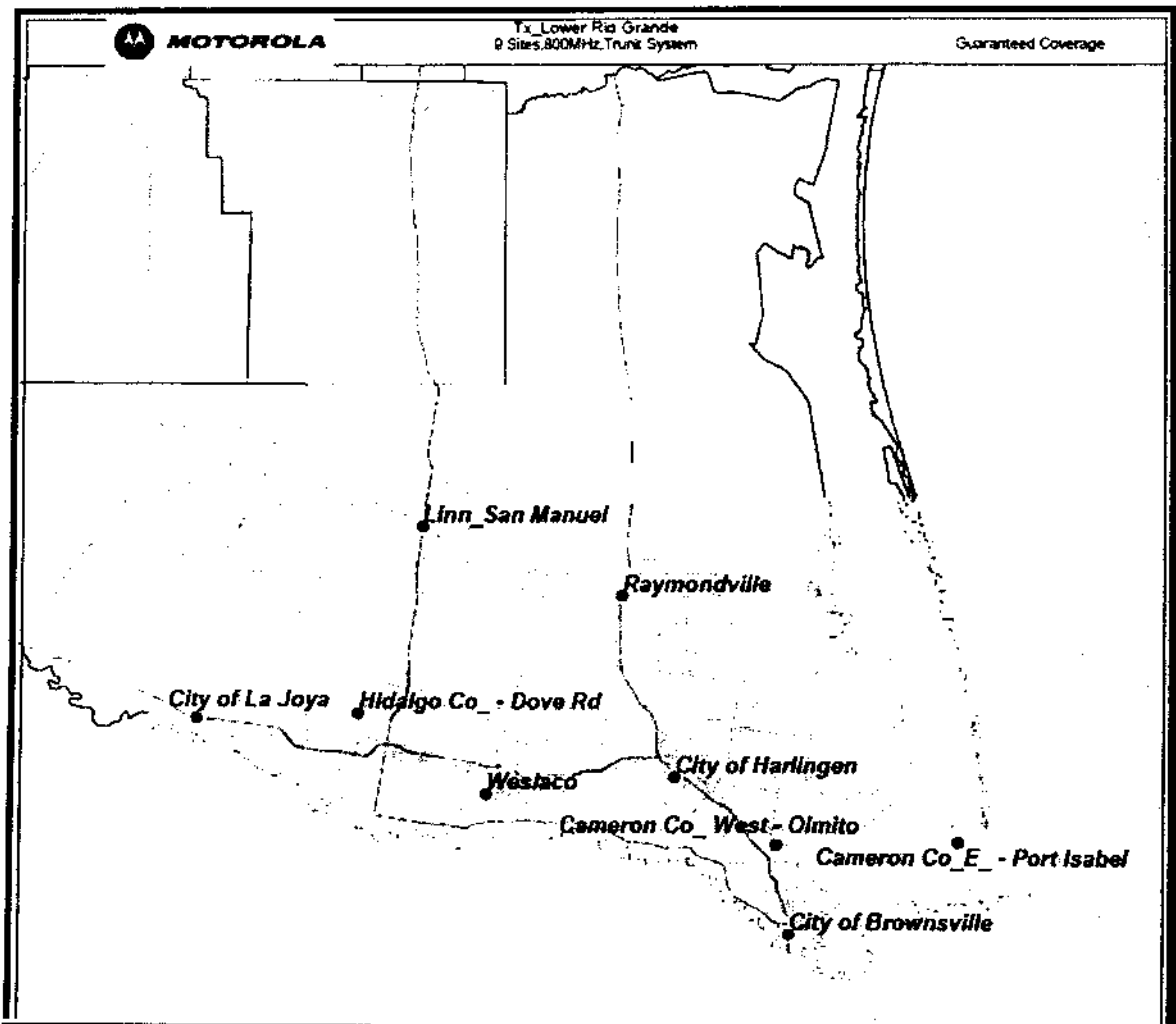 MOTOROLA
Tx_Lower Rio Grande
9 Sites,800MHz,Trunk System
Guaranteed Coverage
Linn_San Manuel
Raymondville
City of La Joya
Hidalgo Co_ - Dove Rd
Weslaco
City of Harlingen
Cameron Co_ West - Olmito
Cameron Co_E_ - Port Isabel
City of Brownsville